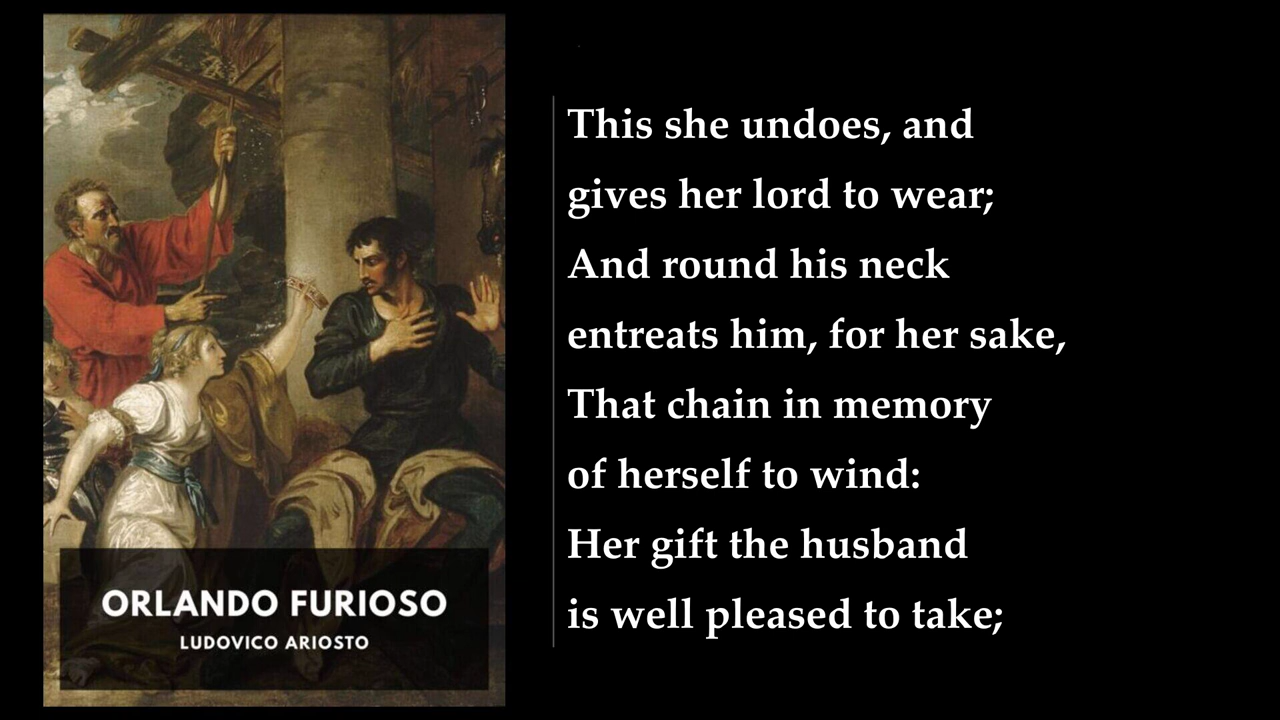 ORLANDO FURIOSO
LUDOVICO ARIOSTO
This she undoes, and
gives her lord to wear;
And round his neck
entreats him, for her sake,
That chain in memory
of herself to wind:
Her gift the husband
is well pleased to take;